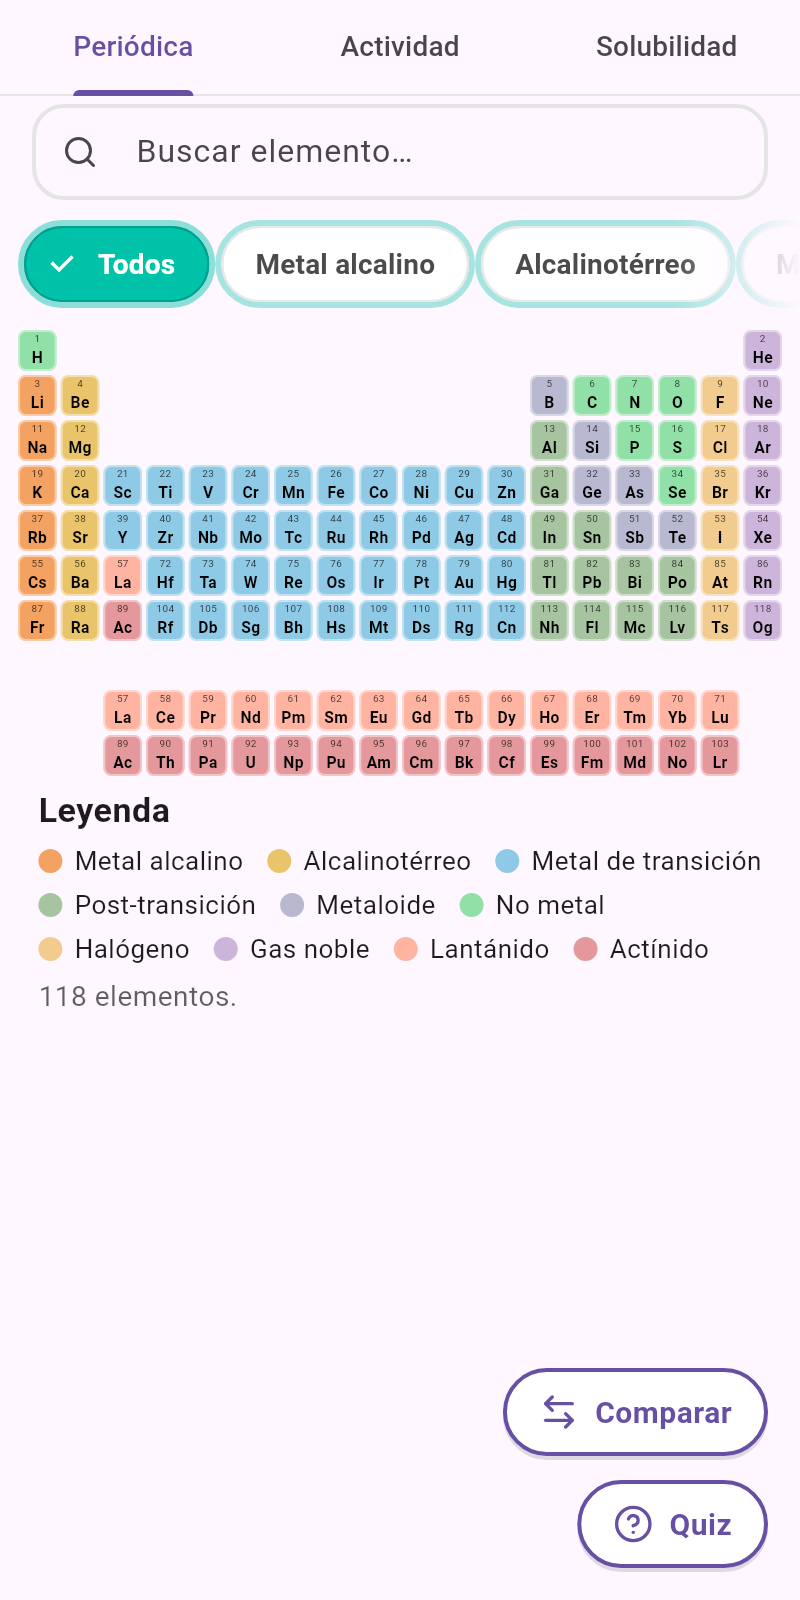 Periódica Actividad Solubilidad
Buscar elemento…
Todos Metal alcalino Alcalinotérreo M
1 2
H He
3 4 5 6 7 8 9 10
Li Be B C N O F Ne
11 12 13 14 15 16 17 18
Na Mg Al Si P S Cl Ar
19 20 21 22 23 24 25 26 27 28 29 30 31 32 33 34 35 36
K Ca Sc Ti V Cr Mn Fe Co Ni Cu Zn Ga Ge As Se Br Kr
37 38 39 40 41 42 43 44 45 46 47 48 49 50 51 52 53 54
Rb Sr Y Zr Nb Mo Tc Ru Rh Pd Ag Cd In Sn Sb Te I Xe
55 56 57 72 73 74 75 76 77 78 79 80 81 82 83 84 85 86
Cs Ba La Hf Ta W Re Os Ir Pt Au Hg Tl Pb Bi Po At Rn
87 88 89 104 105 106 107 108 109 110 111 112 113 114 115 116 117 118
Fr Ra Ac Rf Db Sg Bh Hs Mt Ds Rg Cn Nh Fl Mc Lv Ts Og
57 58 59 60 61 62 63 64 65 66 67 68 69 70 71
La Ce Pr Nd Pm Sm Eu Gd Tb Dy Ho Er Tm Yb Lu
89 90 91 92 93 94 95 96 97 98 99 100 101 102 103
Ac Th Pa U Np Pu Am Cm Bk Cf Es Fm Md No Lr
Leyenda
Metal alcalino Alcalinotérreo Metal de transición
Post-transición Metaloide No metal
Halógeno Gas noble Lantánido Actínido
118 elementos.
Comparar
Quiz